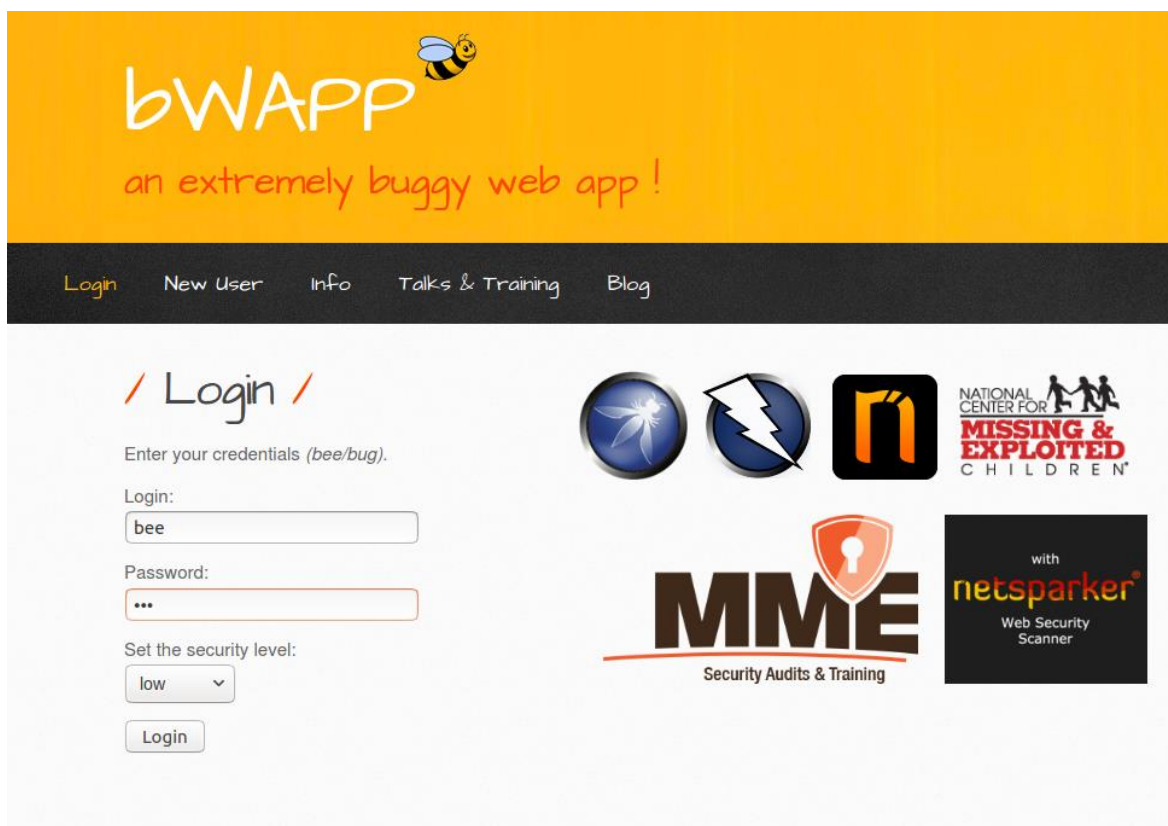 bWAPP
an extremely buggy web app !
Login New User Info Talks & Training Blog
/ Login /
Enter your credentials (bee/bug).
Login:
bee
Password:
•••
Set the security level:
low
Login
n
NATIONAL
CENTER FOR
MISSING &
EXPLOITED
CHILDREN®
MME
Security Audits & Training
with
netsparker®
Web Security
Scanner